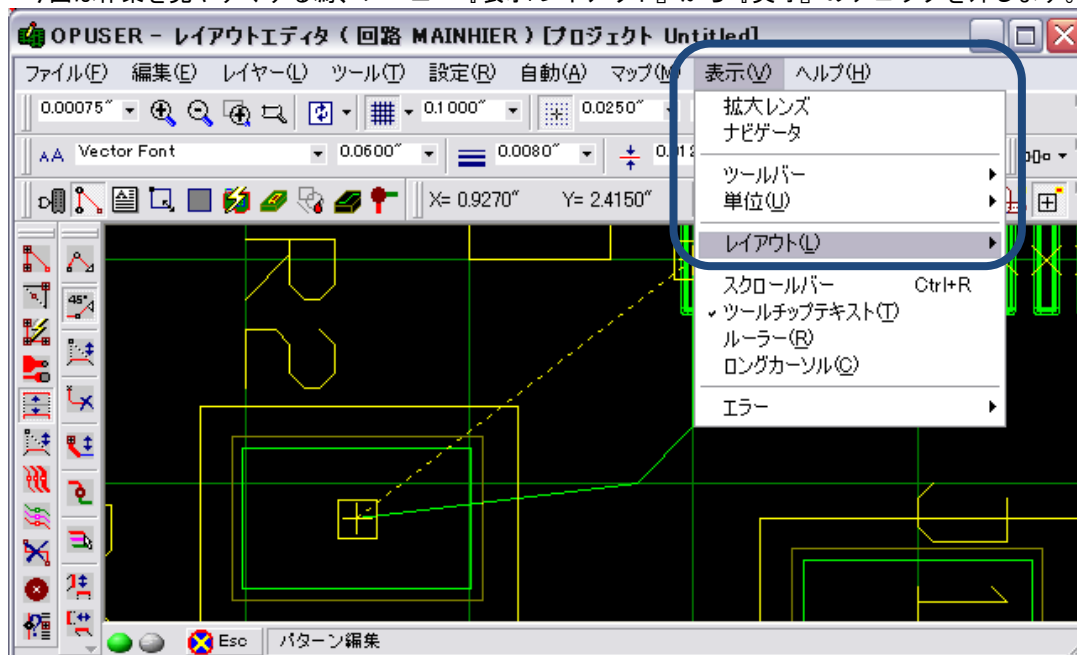 OPUSER - レイアウトエディタ ( 回路 MAINHIER ) [プロジェクト Untitled]
ファイル(F) 編集(E) レイヤー(L) ツール(T) 設定(R) 自動(A) マップ(M) 表示(V) ヘルプ(H)
0.00075″ 0.1000″ 0.0250″
Vector Font 0.0600″ 0.0080″
X= 0.9270″ Y= 2.4150″
拡大レンズ
ナビゲータ
ツールバー
単位(U)
レイアウト(L)
スクロールバー Ctrl+R
ツールチップテキスト(T)
ルーラー(R)
ロングカーソル(C)
エラー
45°
R
2
1
Esc パターン編集